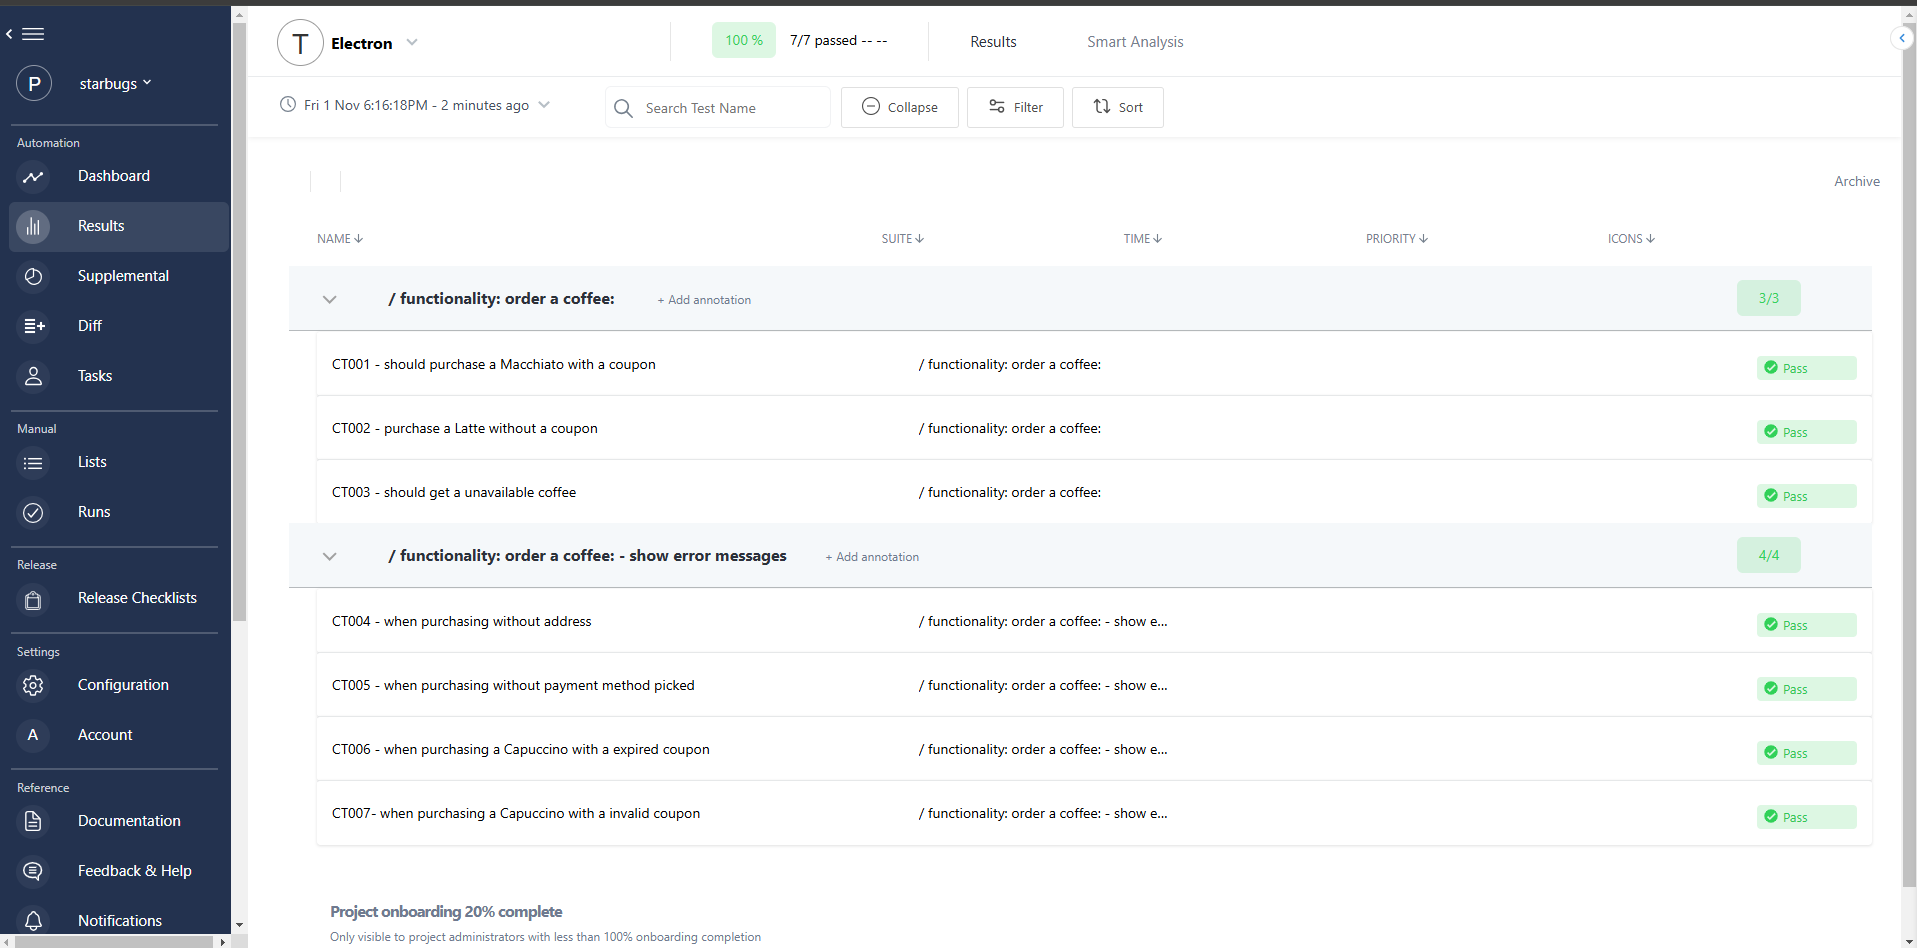 T
Electron
100 %
7/7 passed -- --
Results
Smart Analysis
P
starbugs
Fri 1 Nov 6:16:18PM - 2 minutes ago
Search Test Name
Collapse
Filter
Sort
Automation
Dashboard
Results
Supplemental
Diff
Tasks
Manual
Lists
Runs
Release
Release Checklists
Settings
Configuration
A
Account
Reference
Documentation
Feedback & Help
Notifications
Archive
NAME
SUITE
TIME
PRIORITY
ICONS
/ functionality: order a coffee:
+ Add annotation
3/3
CT001 - should purchase a Macchiato with a coupon
/ functionality: order a coffee:
Pass
CT002 - purchase a Latte without a coupon
/ functionality: order a coffee:
Pass
CT003 - should get a unavailable coffee
/ functionality: order a coffee:
Pass
/ functionality: order a coffee: - show error messages
+ Add annotation
4/4
CT004 - when purchasing without address
/ functionality: order a coffee: - show e...
Pass
CT005 - when purchasing without payment method picked
/ functionality: order a coffee: - show e...
Pass
CT006 - when purchasing a Capuccino with a expired coupon
/ functionality: order a coffee: - show e...
Pass
CT007- when purchasing a Capuccino with a invalid coupon
/ functionality: order a coffee: - show e...
Pass
Project onboarding 20% complete
Only visible to project administrators with less than 100% onboarding completion